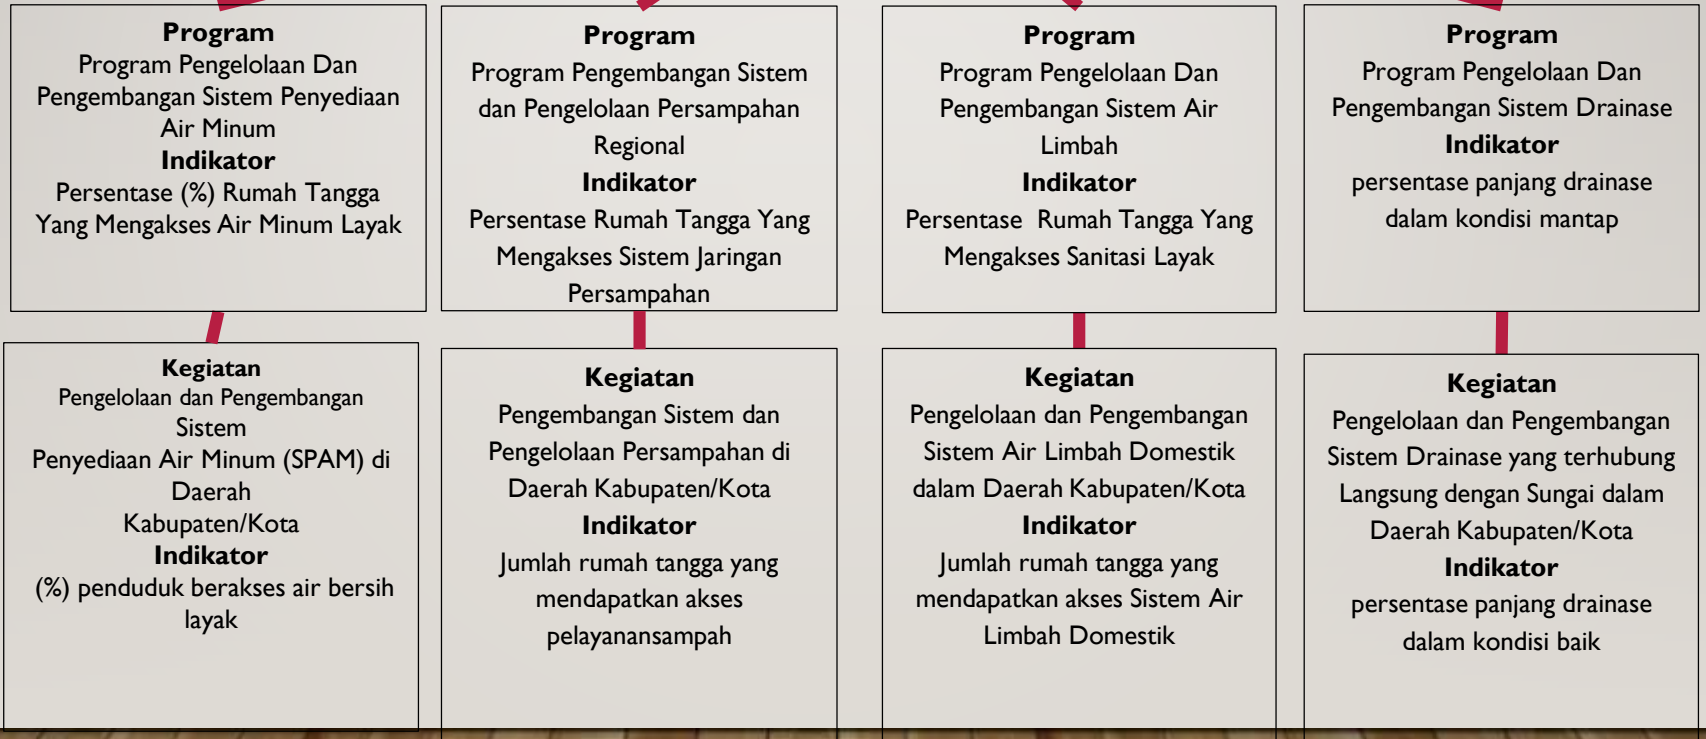 Program
Program Pengelolaan Dan
Pengembangan Sistem Penyediaan
Air Minum
Indikator
Persentase (%) Rumah Tangga
Yang Mengakses Air Minum Layak
Program
Program Pengembangan Sistem
dan Pengelolaan Persampahan
Regional
Indikator
Persentase Rumah Tangga Yang
Mengakses Sistem Jaringan
Persampahan
Program
Program Pengelolaan Dan
Pengembangan Sistem Air
Limbah
Indikator
Persentase  Rumah Tangga Yang
Mengakses Sanitasi Layak
Program
Program Pengelolaan Dan
Pengembangan Sistem Drainase
Indikator
persentase panjang drainase
dalam kondisi mantap
Kegiatan
Pengelolaan dan Pengembangan
Sistem
Penyediaan Air Minum (SPAM) di
Daerah
Kabupaten/Kota
Indikator
(%) penduduk berakses air bersih
layak
Kegiatan
Pengembangan Sistem dan
Pengelolaan Persampahan di
Daerah Kabupaten/Kota
Indikator
Jumlah rumah tangga yang
mendapatkan akses
pelayanansampah
Kegiatan
Pengelolaan dan Pengembangan
Sistem Air Limbah Domestik
dalam Daerah Kabupaten/Kota
Indikator
Jumlah rumah tangga yang
mendapatkan akses Sistem Air
Limbah Domestik
Kegiatan
Pengelolaan dan Pengembangan
Sistem Drainase yang terhubung
Langsung dengan Sungai dalam
Daerah Kabupaten/Kota
Indikator
persentase panjang drainase
dalam kondisi baik